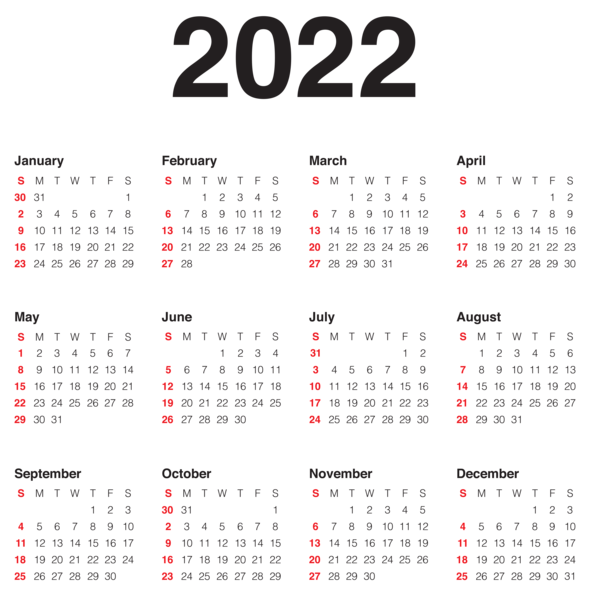 2022
January
S M T W T F S
30 31 1
2 3 4 5 6 7 8
9 10 11 12 13 14 15
16 17 18 19 20 21 22
23 24 25 26 27 28 29
February
S M T W T F S
1 2 3 4 5
6 7 8 9 10 11 12
13 14 15 16 17 18 19
20 21 22 23 24 25 26
27 28
March
S M T W T F S
1 2 3 4 5
6 7 8 9 10 11 12
13 14 15 16 17 18 19
20 21 22 23 24 25 26
27 28 29 30 31
April
S M T W T F S
1 2
3 4 5 6 7 8 9
10 11 12 13 14 15 16
17 18 19 20 21 22 23
24 25 26 27 28 29 30
May
S M T W T F S
1 2 3 4 5 6 7
8 9 10 11 12 13 14
15 16 17 18 19 20 21
22 23 24 25 26 27 28
29 30 31
June
S M T W T F S
1 2 3 4
5 6 7 8 9 10 11
12 13 14 15 16 17 18
19 20 21 22 23 24 25
26 27 28 29 30
July
S M T W T F S
31 1 2
3 4 5 6 7 8 9
10 11 12 13 14 15 16
17 18 19 20 21 22 23
24 25 26 27 28 29 30
August
S M T W T F S
1 2 3 4 5 6
7 8 9 10 11 12 13
14 15 16 17 18 19 20
21 22 23 24 25 26 27
28 29 30 31
September
S M T W T F S
1 2 3
4 5 6 7 8 9 10
11 12 13 14 15 16 17
18 19 20 21 22 23 24
25 26 27 28 29 30
October
S M T W T F S
30 31 1
2 3 4 5 6 7 8
9 10 11 12 13 14 15
16 17 18 19 20 21 22
23 24 25 26 27 28 29
November
S M T W T F S
1 2 3 4 5
6 7 8 9 10 11 12
13 14 15 16 17 18 19
20 21 22 23 24 25 26
27 28 29 30
December
S M T W T F S
1 2 3
4 5 6 7 8 9 10
11 12 13 14 15 16 17
18 19 20 21 22 23 24
25 26 27 28 29 30 31